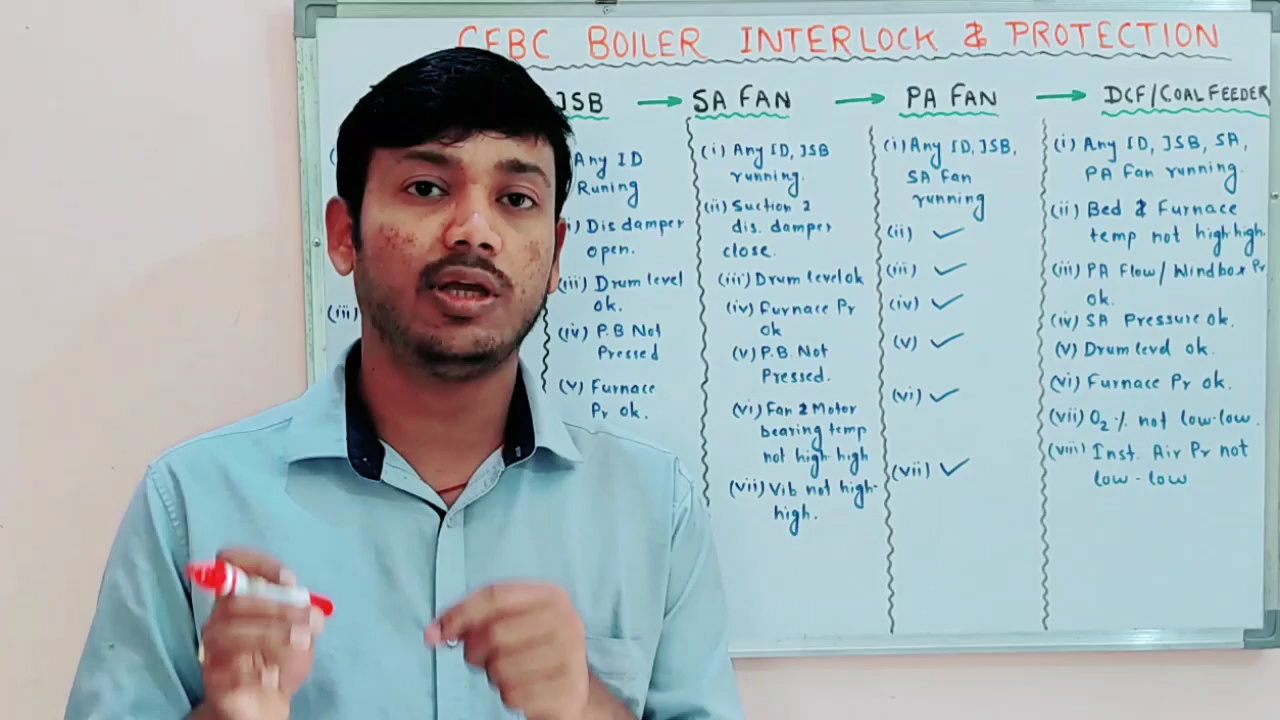 CFBC BOILER INTERLOCK & PROTECTION
JSB → SA FAN → PA FAN → DCF/COAL FEEDER
Any ID
Runing
i) Dis damper
open.
(iii) Drum level
ok.
(iv) P.B Not
Pressed
(v) Furnace
Pr ok.
(iii)
(i) Any ID, JSB
running.
(ii) Suction &
dis. damper
close.
(iii) Drum level ok
(iv) Furnace Pr
ok
(v) P.B. Not
Pressed.
(vi) Fan & Motor
bearing temp
not high-high
(vii) Vib not high-
high.
(i) Any ID, JSB,
SA Fan
running
(ii) ✓
(iii) ✓
(iv) ✓
(v) ✓
(vi) ✓
(vii) ✓
(i) Any ID, JSB, SA,
PA Fan running.
(ii) Bed & Furnace
temp not high high.
(iii) PA Flow/Windbox Pr
ok.
(iv) SA Pressure ok.
(v) Drum level ok.
(vi) Furnace Pr ok.
(vii) O₂ % not low-low.
(viii) Inst. Air Pr not
low-low